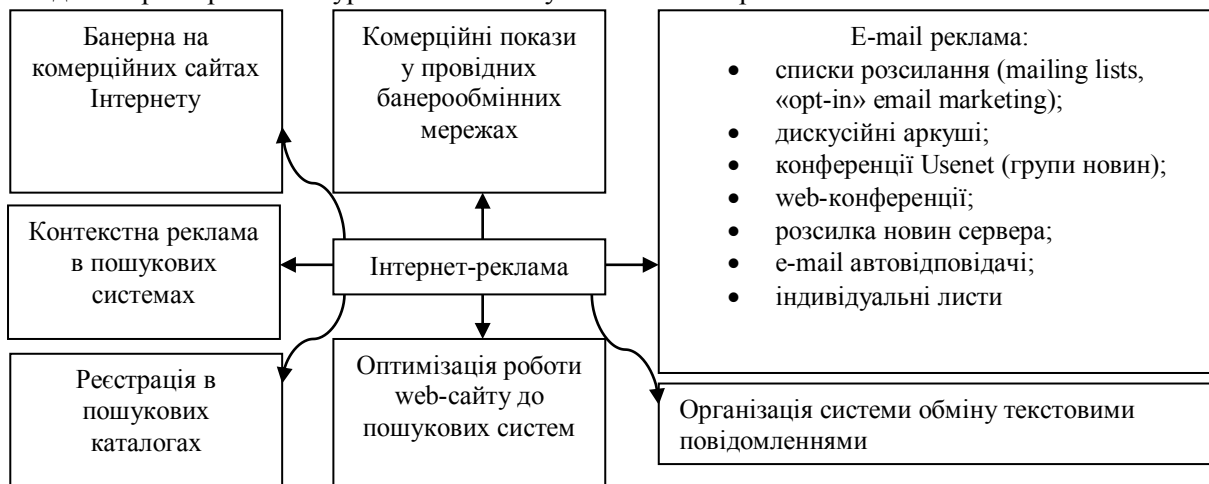 Банерна на
комерційних сайтах
Інтернету
Комерційні покази
у провідних
банерообмінних
мережах
E-mail реклама:
• списки розсилання (mailing lists,
«opt-in» email marketing);
• дискусійні аркуші;
• конференції Usenet (групи новин);
• web-конференції;
• розсилка новин сервера;
• e-mail автовідповідачі;
• індивідуальні листи
Контекстна реклама
в пошукових
системах
Інтернет-реклама
Реєстрація в
пошукових
каталогах
Оптимізація роботи
web-сайту до
пошукових систем
Організація системи обміну текстовими
повідомленнями